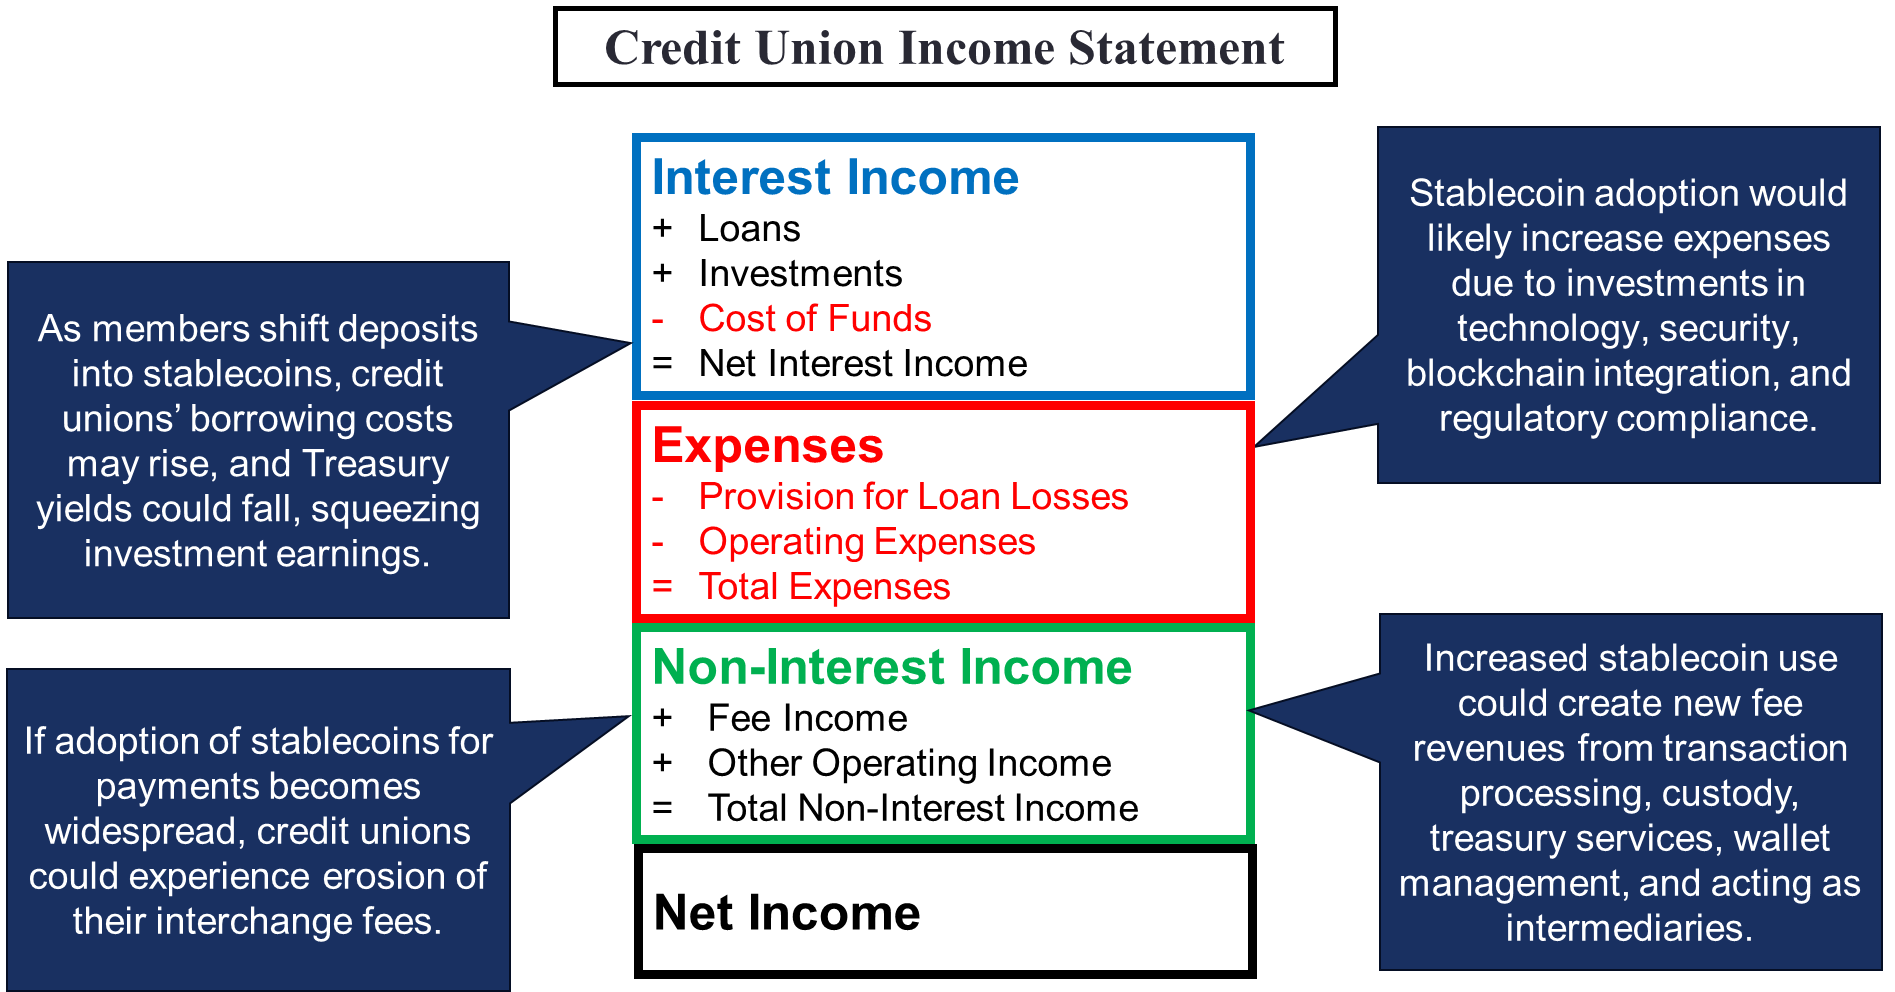 Credit Union Income Statement
Interest Income
+ Loans
+ Investments
- Cost of Funds
= Net Interest Income
Expenses
- Provision for Loan Losses
- Operating Expenses
= Total Expenses
Non-Interest Income
+ Fee Income
+ Other Operating Income
= Total Non-Interest Income
Net Income
As members shift deposits
into stablecoins, credit
unions’ borrowing costs
may rise, and Treasury
yields could fall, squeezing
investment earnings.
If adoption of stablecoins for
payments becomes
widespread, credit unions
could experience erosion of
their interchange fees.
Stablecoin adoption would
likely increase expenses
due to investments in
technology, security,
blockchain integration, and
regulatory compliance.
Increased stablecoin use
could create new fee
revenues from transaction
processing, custody,
treasury services, wallet
management, and acting as
intermediaries.